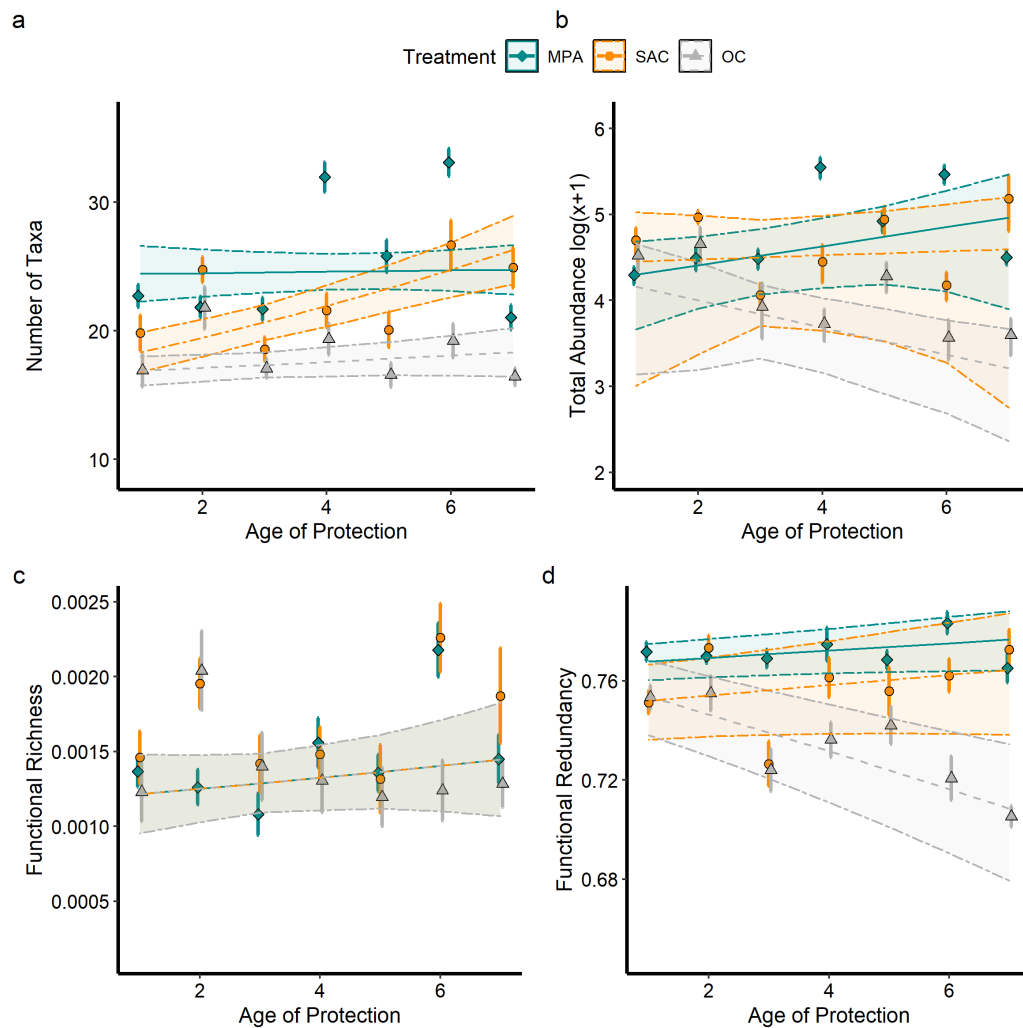 a
b
Treatment MPA SAC OC
Number of Taxa
30
20
10
2 4 6
Age of Protection
Total Abundance log(x+1)
6
5
4
3
2
2 4 6
Age of Protection
c
d
Functional Richness
0.0025
0.0020
0.0015
0.0010
0.0005
2 4 6
Age of Protection
Functional Redundancy
0.76
0.72
0.68
2 4 6
Age of Protection